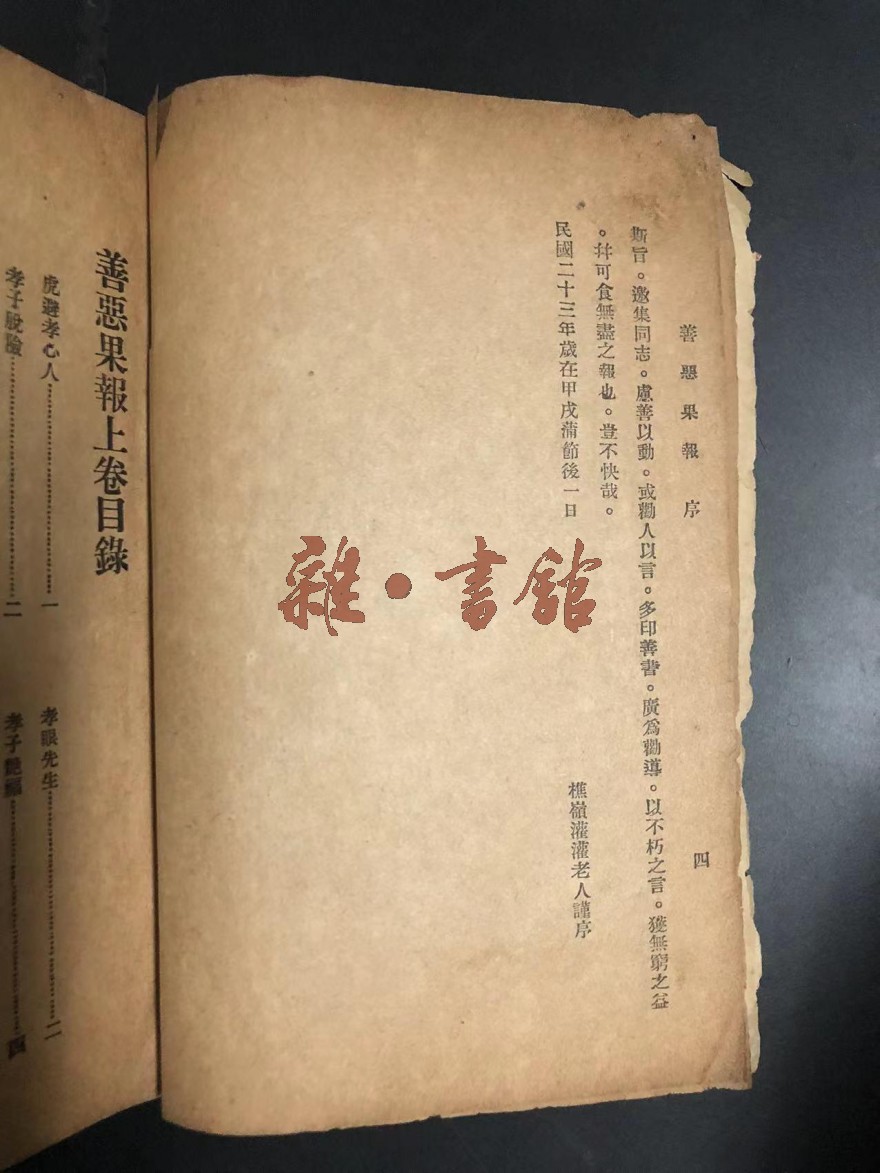 善惡果報序
四
斯旨。邀集同志。慮善以動。或勸人以言。多印善書。廣為勸導。以不朽之言。獲無窮之益
。幷可食無盡之報也。豈不快哉。
民國二十三年歲在甲戌蒲節後一日
樵嶺灌灌老人謹序
雜·書館
善惡果報上卷目錄
虎避孝心人……一
孝眼先生……二
孝子脫險……二
孝子……四